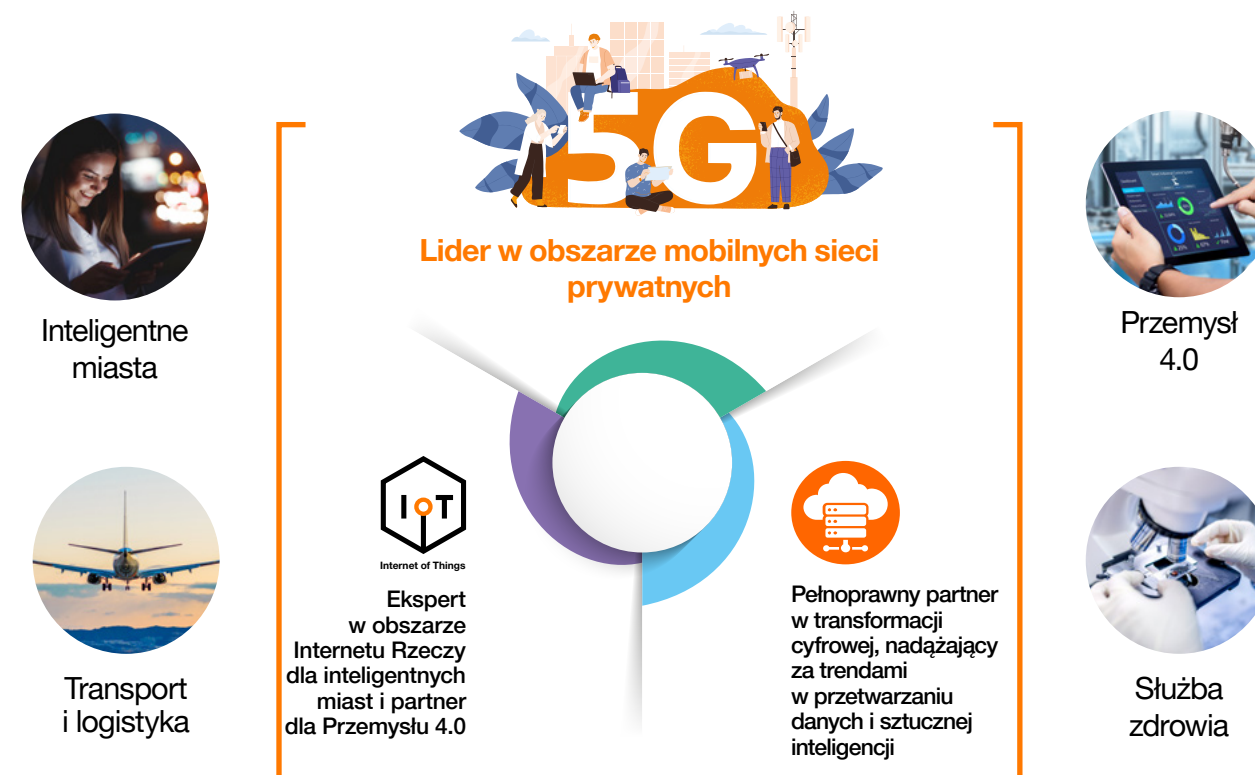 5G
Lider w obszarze mobilnych sieci
prywatnych
Inteligentne
miasta
Przemysł
4.0
IoT
Internet of Things
Ekspert
w obszarze
Internetu Rzeczy
dla inteligentnych
miast i partner
dla Przemysłu 4.0
Pełnoprawny partner
w transformacji
cyfrowej, nadążający
za trendami
w przetwarzaniu
danych i sztucznej
inteligencji
Transport
i logistyka
Służba
zdrowia